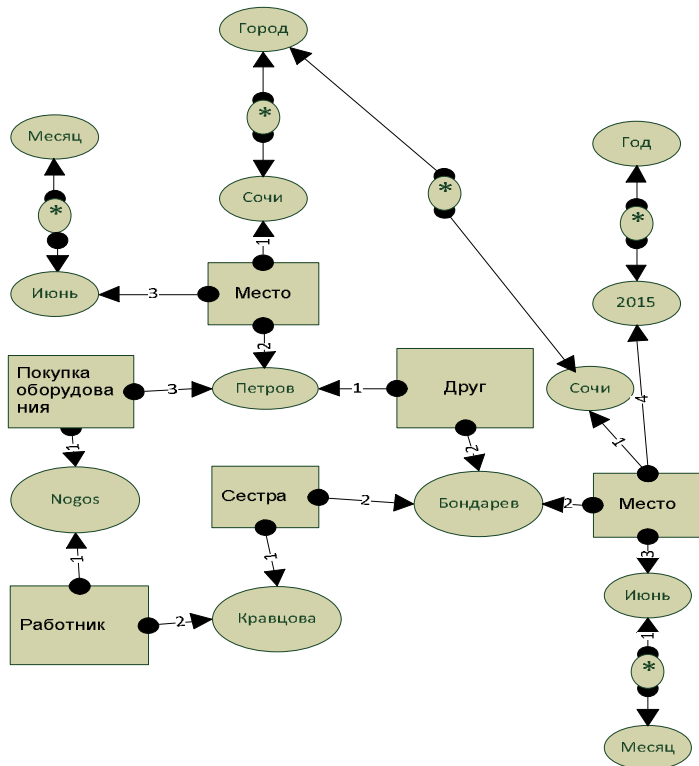 Город
*
Месяц
*
Год
*
*
Сочи
1
Июнь
3
Место
2
2015
Покупка
оборудова
ния
3
Петров
1
Друг
Сочи
4
1
1
2
Nogos
Сестра
2
Бондарев
2
Место
1
1
3
Работник
2
Кравцова
Июнь
1
*
Месяц